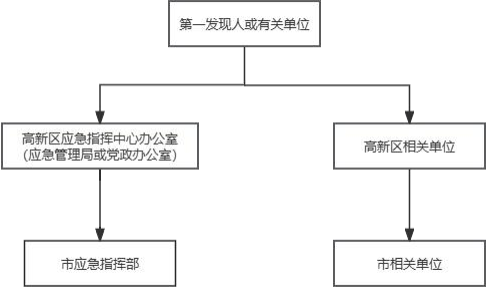 第一发现人或有关单位
高新区应急指挥中心办公室
（应急管理局或党政办公室）
高新区相关单位
市应急指挥部
市相关单位